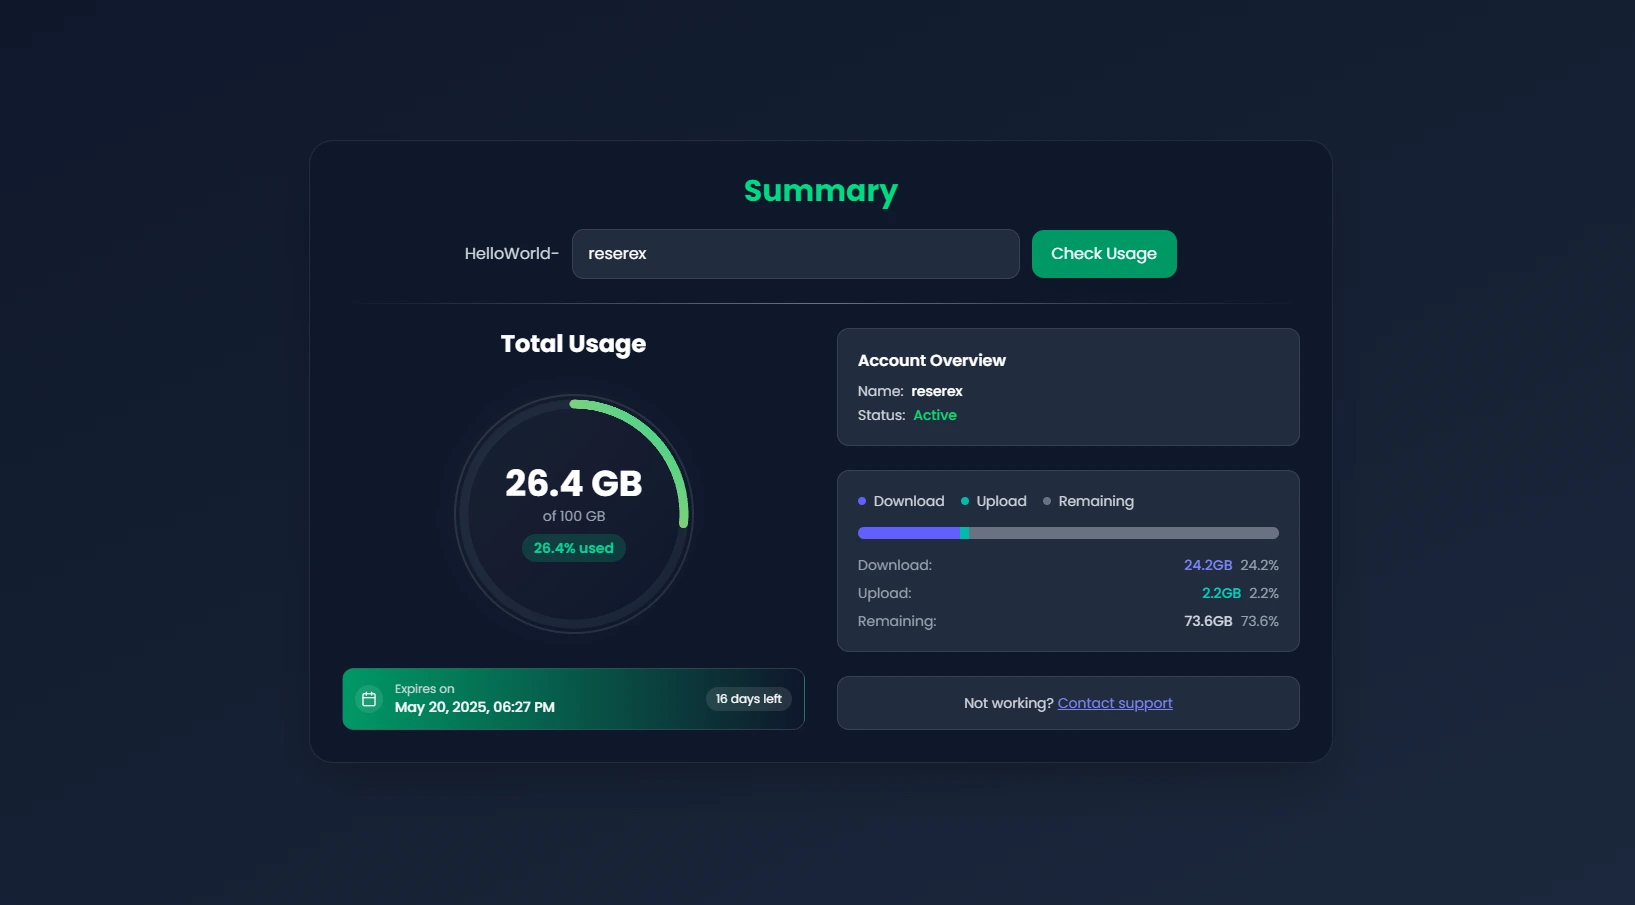 Summary
HelloWorld- reserex Check Usage
Total Usage
26.4 GB
of 100 GB
26.4% used
Expires on
May 20, 2025, 06:27 PM
16 days left
Account Overview
Name: reserex
Status: Active
Download Upload Remaining
Download: 24.2GB 24.2%
Upload: 2.2GB 2.2%
Remaining: 73.6GB 73.6%
Not working? Contact support